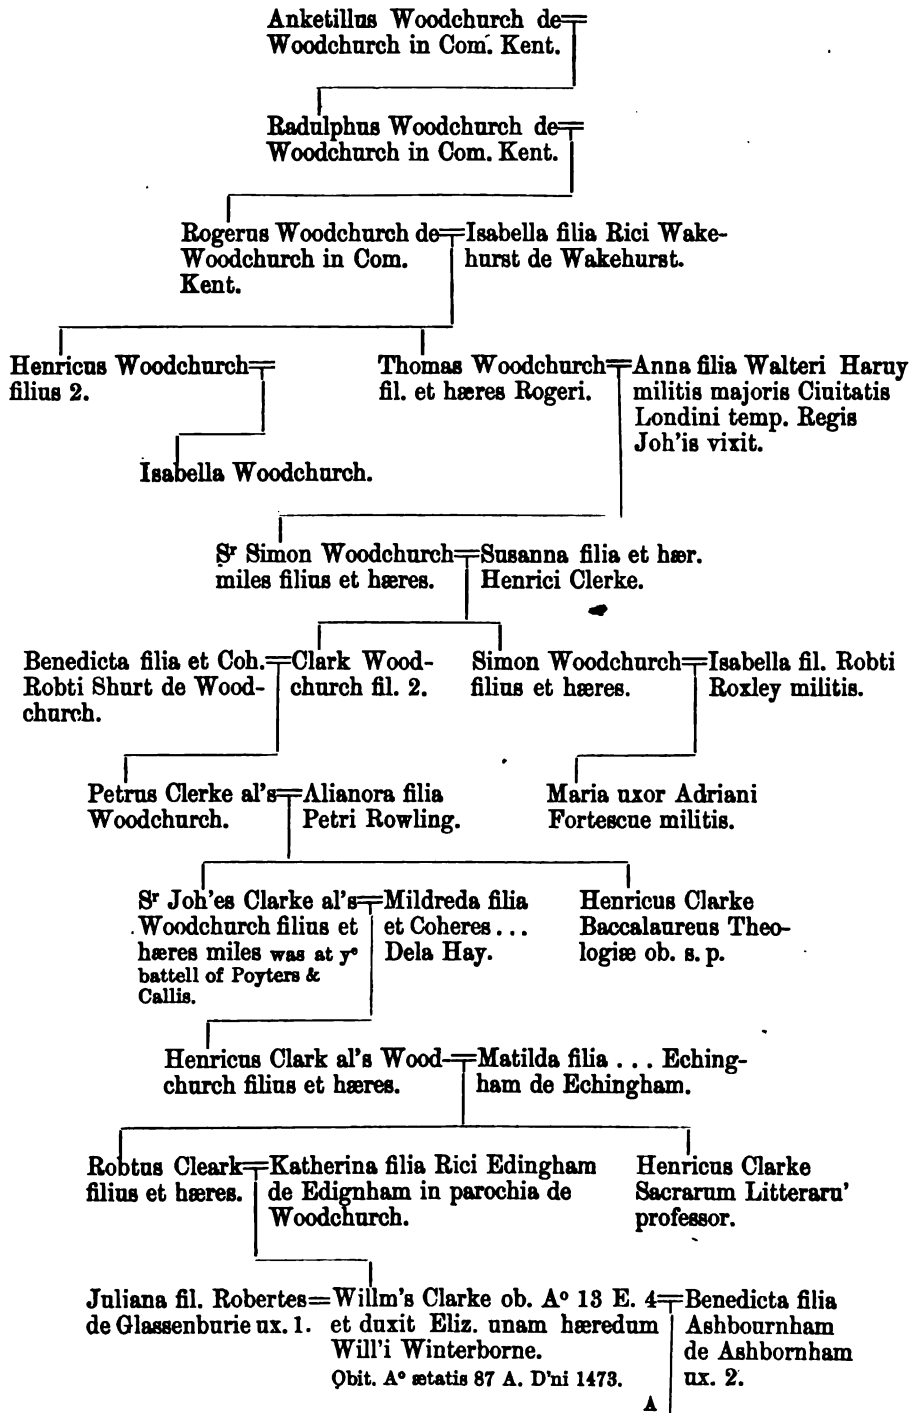 Anketillus Woodchurch de
Woodchurch in Com. Kent.
Radulphus Woodchurch de
Woodchurch in Com. Kent.
Rogerus Woodchurch de
Woodchurch in Com.
Kent.
Isabella filia Rici Wake-
hurst de Wakehurst.
Henricus Woodchurch
filius 2.
Thomas Woodchurch
fil. et hæres Rogeri.
Anna filia Walteri Haruy
militis majoris Ciuitatis
Londini temp. Regis
Joh'is vixit.
Isabella Woodchurch.
Sʳ Simon Woodchurch
miles filius et hæres.
Susanna filia et hær.
Henrici Clerke.
Benedicta filia et Coh.
Robti Shurt de Wood-
church.
Clark Wood-
church fil. 2.
Simon Woodchurch
filius et hæres.
Isabella fil. Robti
Roxley militis.
Petrus Clerke al's
Woodchurch.
Alianora filia
Petri Rowling.
Maria uxor Adriani
Fortescue militis.
Sʳ Joh'es Clarke al's
Woodchurch filius et
hæres miles was at yᵉ
battell of Poyters &
Callis.
Mildreda filia
et Coheres...
Dela Hay.
Henricus Clarke
Baccalaureus Theo-
logiæ ob. s. p.
Henricus Clark al's Wood-
church filius et hæres.
Matilda filia ... Eching-
ham de Echingham.
Robtus Cleark
filius et hæres.
Katherina filia Rici Edingham
de Edignham in parochia de
Woodchurch.
Henricus Clarke
Sacrarum Litteraru'
professor.
Juliana fil. Robertes
de Glassenburie ux. 1.
Willm's Clarke ob. Aº 13 E. 4
et duxit Eliz. unam hæredum
Will'i Winterborne.
Obit. Aº ætatis 87 A. D'ni 1473.
Benedicta filia
Ashbournham
de Ashbornham
ux. 2.
A